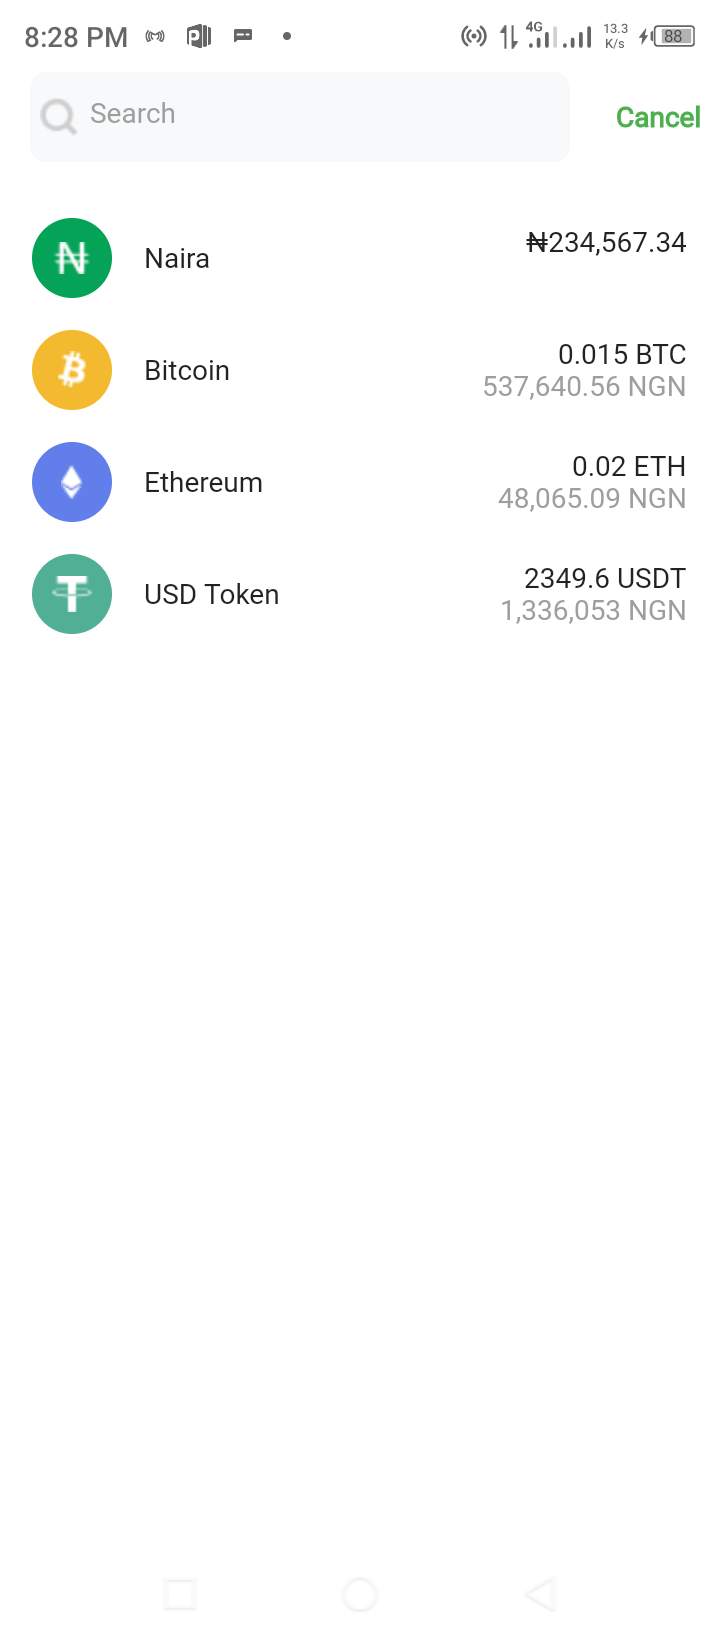 8:28 PM 4G 13.3 K/s 88
Search
Cancel
Naira
₦234,567.34
Bitcoin
0.015 BTC
537,640.56 NGN
Ethereum
0.02 ETH
48,065.09 NGN
USD Token
2349.6 USDT
1,336,053 NGN